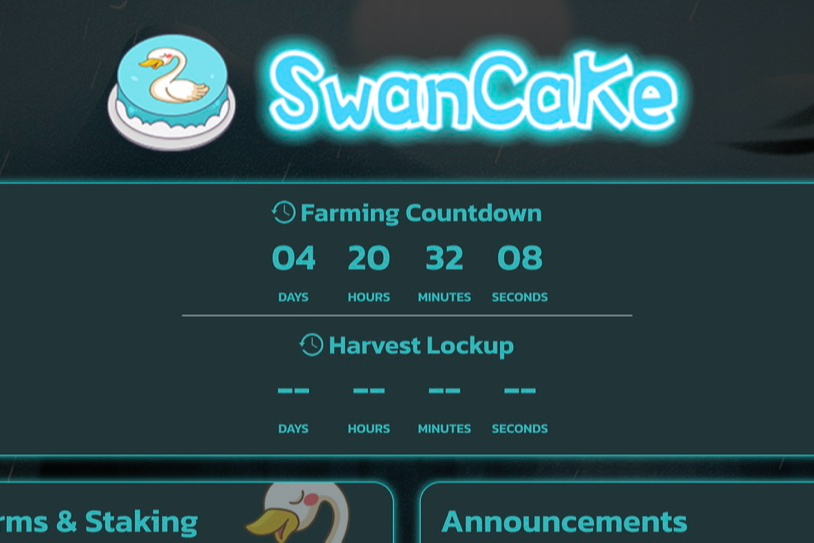 SwanCake
Farming Countdown
04 20 32 08
DAYS HOURS MINUTES SECONDS
Harvest Lockup
-- -- -- --
DAYS HOURS MINUTES SECONDS
rms & Staking
Announcements